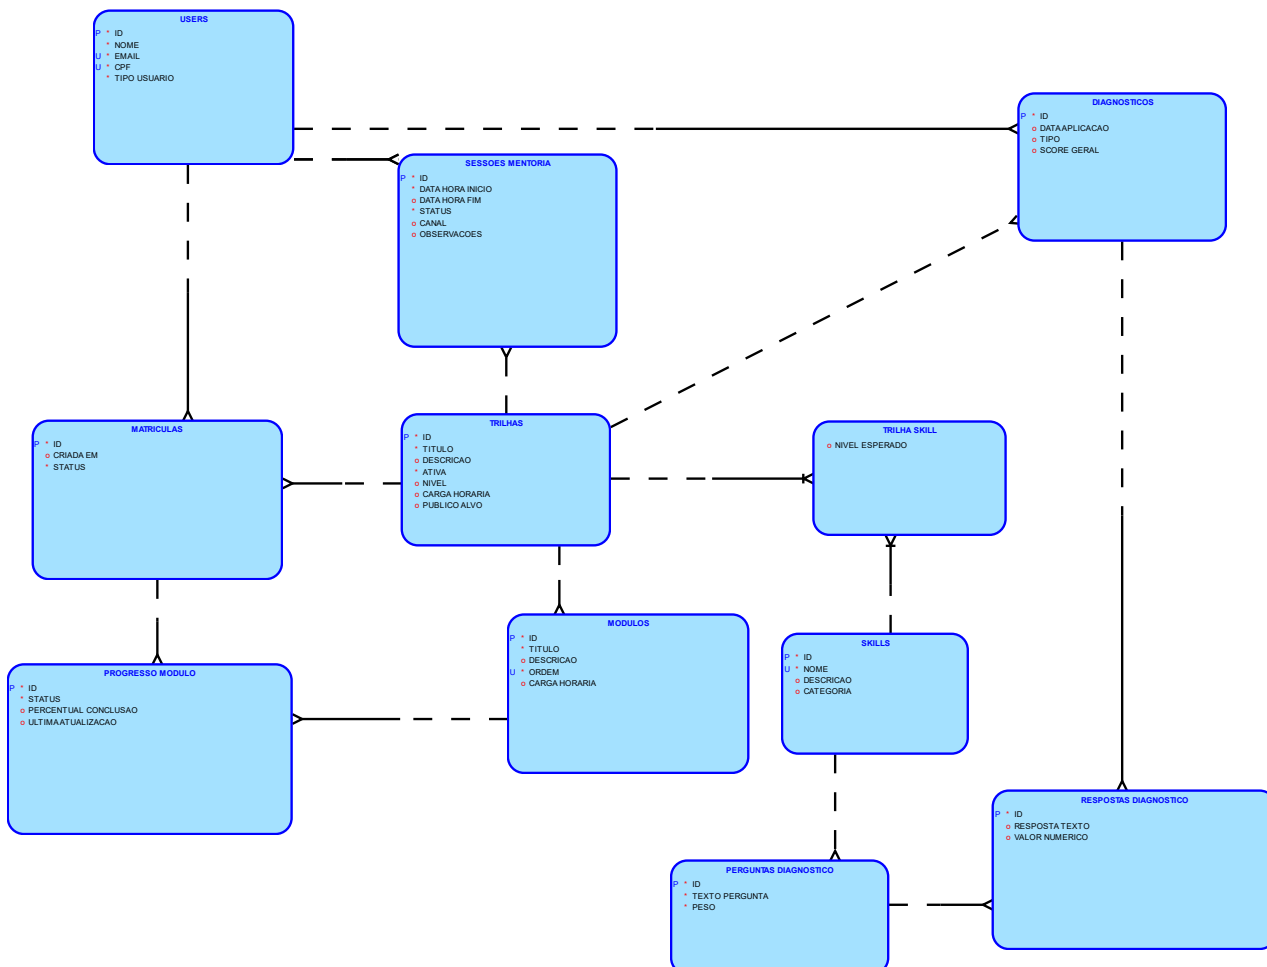 USERS
P * ID
* NOME
U * EMAIL
U * CPF
* TIPO USUARIO
DIAGNOSTICOS
P * ID
o DATA APLICACAO
o TIPO
o SCORE GERAL
SESSOES MENTORIA
P * ID
* DATA HORA INICIO
o DATA HORA FIM
* STATUS
o CANAL
o OBSERVACOES
MATRICULAS
P * ID
o CRIADA EM
* STATUS
TRILHAS
P * ID
* TITULO
o DESCRICAO
* ATIVA
o NIVEL
o CARGA HORARIA
o PUBLICO ALVO
TRILHA SKILL
o NIVEL ESPERADO
MODULOS
P * ID
* TITULO
o DESCRICAO
U * ORDEM
o CARGA HORARIA
SKILLS
P * ID
U * NOME
o DESCRICAO
o CATEGORIA
PROGRESSO MODULO
P * ID
* STATUS
o PERCENTUAL CONCLUSAO
o ULTIMA ATUALIZACAO
RESPOSTAS DIAGNOSTICO
P * ID
o RESPOSTA TEXTO
o VALOR NUMERICO
PERGUNTAS DIAGNOSTICO
P * ID
* TEXTO PERGUNTA
* PESO